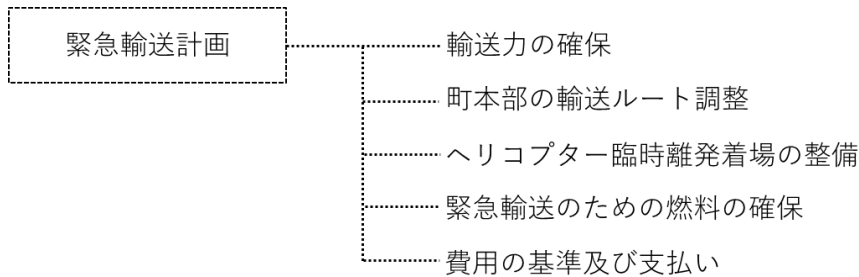 緊急輸送計画
輸送力の確保
町本部の輸送ルート調整
ヘリコプター臨時離発着場の整備
緊急輸送のための燃料の確保
費用の基準及び支払い